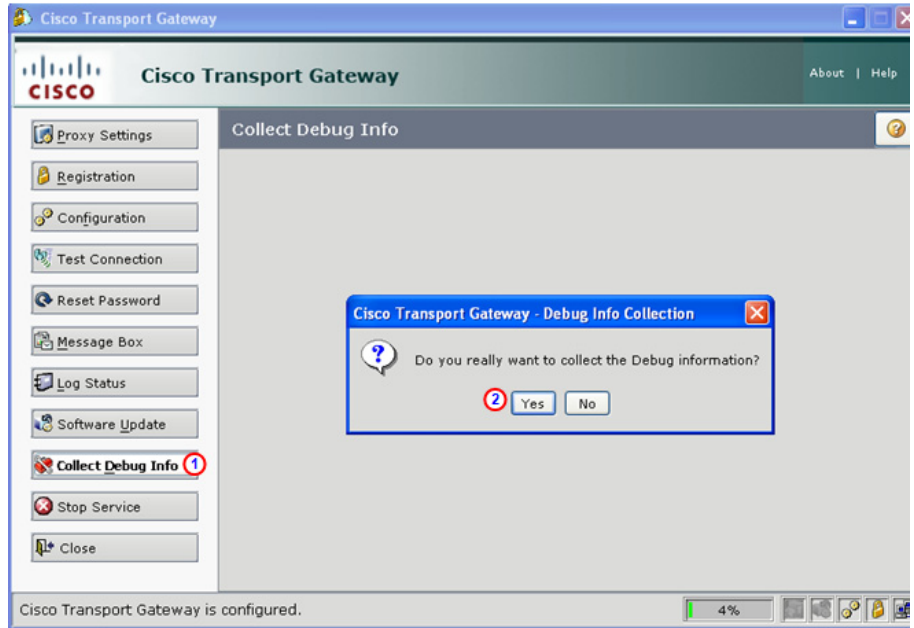 Cisco Transport Gateway
CISCO
Cisco Transport Gateway
About | Help
Proxy Settings
Registration
Configuration
Test Connection
Reset Password
Message Box
Log Status
Software Update
Collect Debug Info 1
Stop Service
Close
Collect Debug Info
Cisco Transport Gateway - Debug Info Collection
Do you really want to collect the Debug information?
2 Yes No
Cisco Transport Gateway is configured.
4%